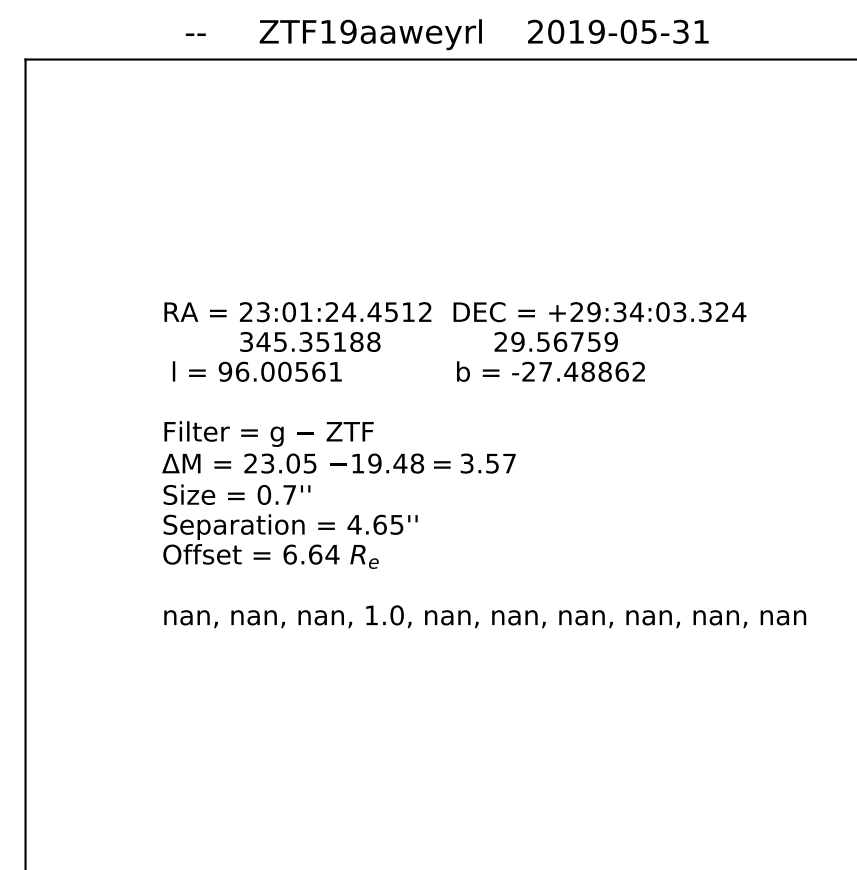 -- ZTF19aaweyrl 2019-05-31
RA = 23:01:24.4512 DEC = +29:34:03.324
345.35188 29.56759
l = 96.00561 b = -27.48862
Filter = g − ZTF
ΔM = 23.05 −19.48 = 3.57
Size = 0.7''
Separation = 4.65''
Offset = 6.64 Rₑ
nan, nan, nan, 1.0, nan, nan, nan, nan, nan, nan